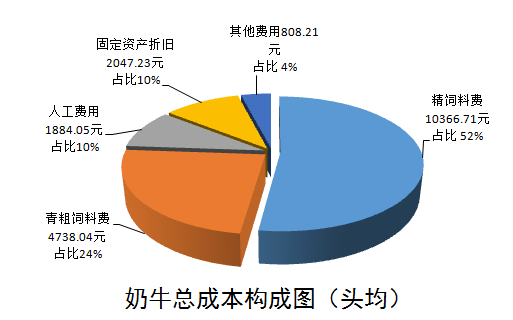 其他费用808.21
元
占比 4%
固定资产折旧
2047.23元
占比10%
人工费用
1884.05元
占比10%
精饲料费
10366.71元
占比 52%
青粗饲料费
4738.04元
占比24%
奶牛总成本构成图（头均）